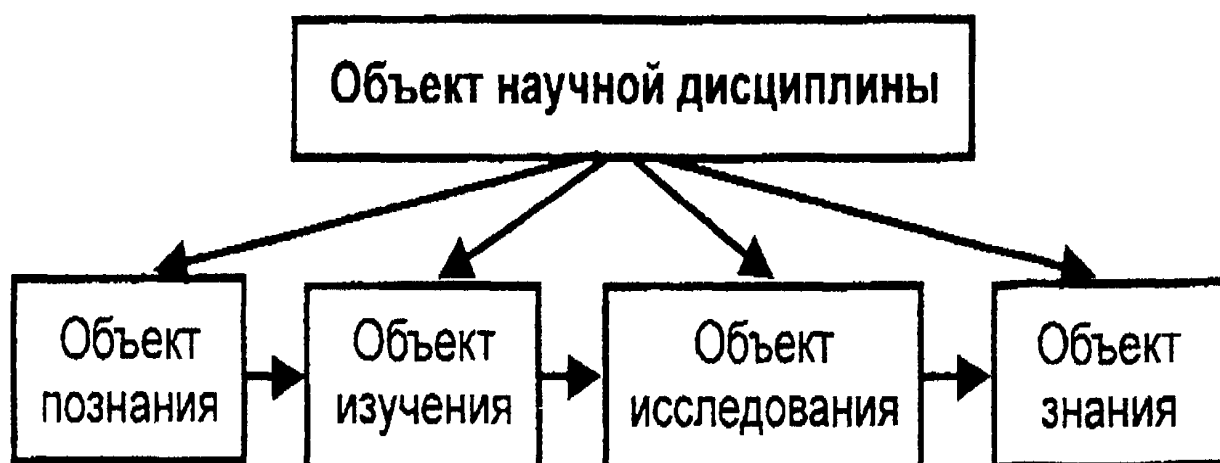 Объект научной дисциплины
Объект
познания
Объект
изучения
Объект
исследования
Объект
знания